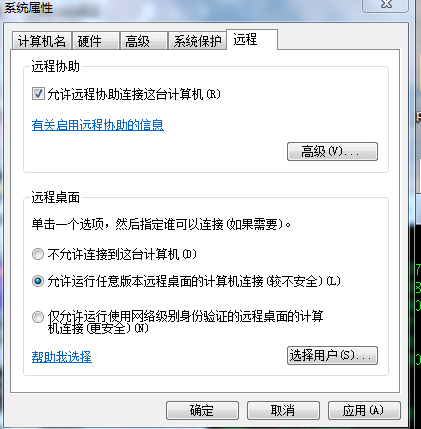 系统属性
计算机名 硬件 高级 系统保护 远程
远程协助
允许远程协助连接这台计算机(R)
有关启用远程协助的信息
高级(V)...
远程桌面
单击一个选项，然后指定谁可以连接(如果需要)。
不允许连接到这台计算机(D)
允许运行任意版本远程桌面的计算机连接(较不安全)(L)
仅允许运行使用网络级别身份验证的远程桌面的计算
机连接(更安全)(N)
帮助我选择
选择用户(S)...
确定 取消 应用(A)